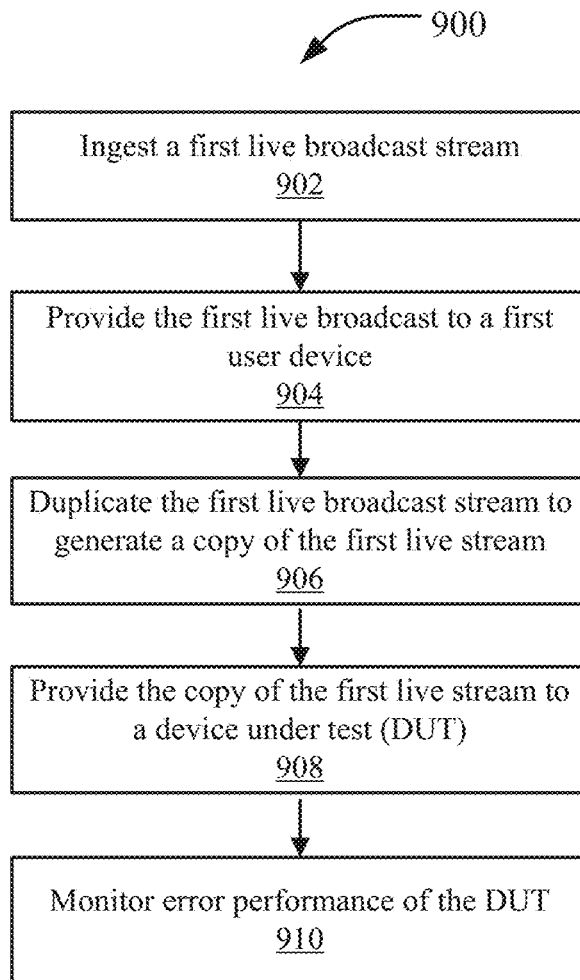 900
Ingest a first live broadcast stream
902
Provide the first live broadcast to a first
user device
904
Duplicate the first live broadcast stream to
generate a copy of the first live stream
906
Provide the copy of the first live stream to
a device under test (DUT)
908
Monitor error performance of the DUT
910